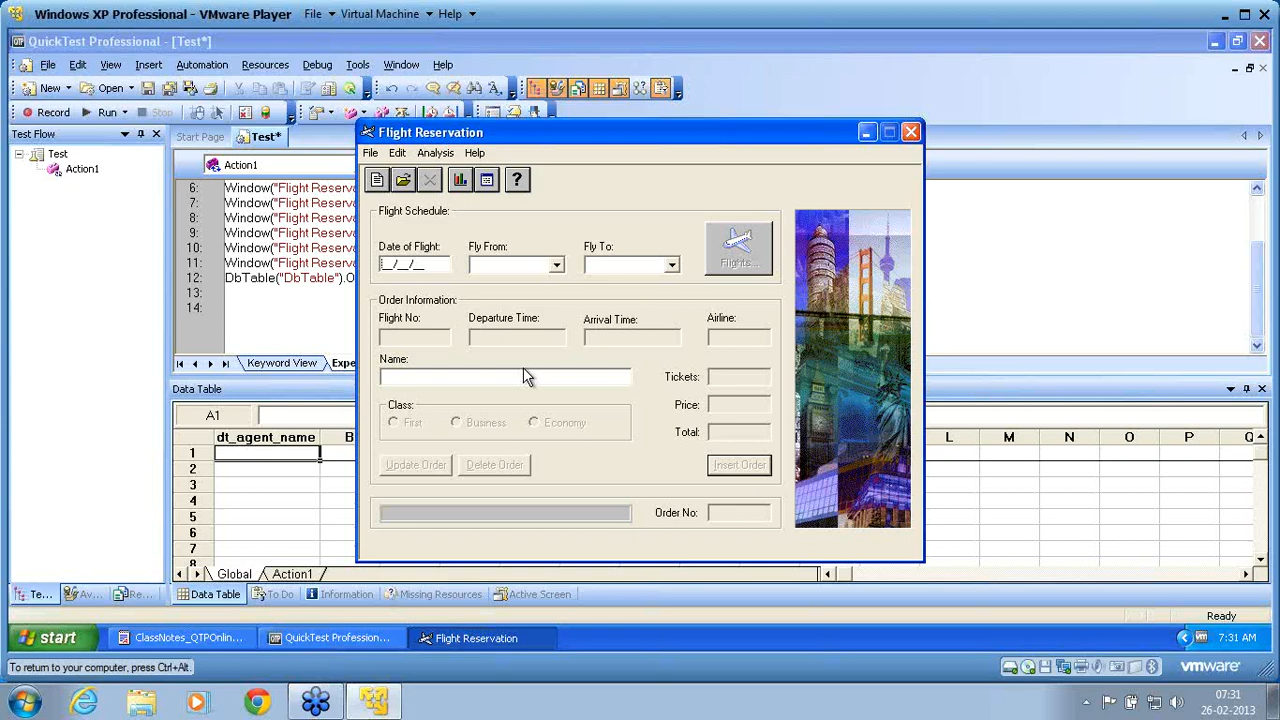 Windows XP Professional - VMware Player File Virtual Machine Help
QuickTest Professional - [Test*]
QTP
File Edit View Insert Automation Resources Debug Tools Window Help
New Open
Record Run Stop
Test Flow
Start Page Test*
Test
Action1
Action1
6: Window("Flight Reserva
7: Window("Flight Reserva
8: Window("Flight Reserva
9: Window("Flight Reserva
10: Window("Flight Reserva
11: Window("Flight Reserva
12: DbTable("DbTable").O
13:
14:
Keyword View Expe
Data Table
A1
dt_agent_name B L M N O P Q
1
2
3
4
5
6
7
8
Global Action1
Te... Av... Re... Data Table To Do Information Missing Resources Active Screen
Ready
Flight Reservation
File Edit Analysis Help
?
Flight Schedule:
Date of Flight: Fly From: Fly To:
__/__/__
Flights...
Order Information:
Flight No: Departure Time: Arrival Time: Airline:
Name:
Tickets:
Class:
First Business Economy
Price:
Total:
Update Order Delete Order Insert Order
Order No:
start ClassNotes_QTPOnlin... QuickTest Profession... Flight Reservation 7:31 AM
To return to your computer, press Ctrl+Alt.
vmware
07:31
26-02-2013